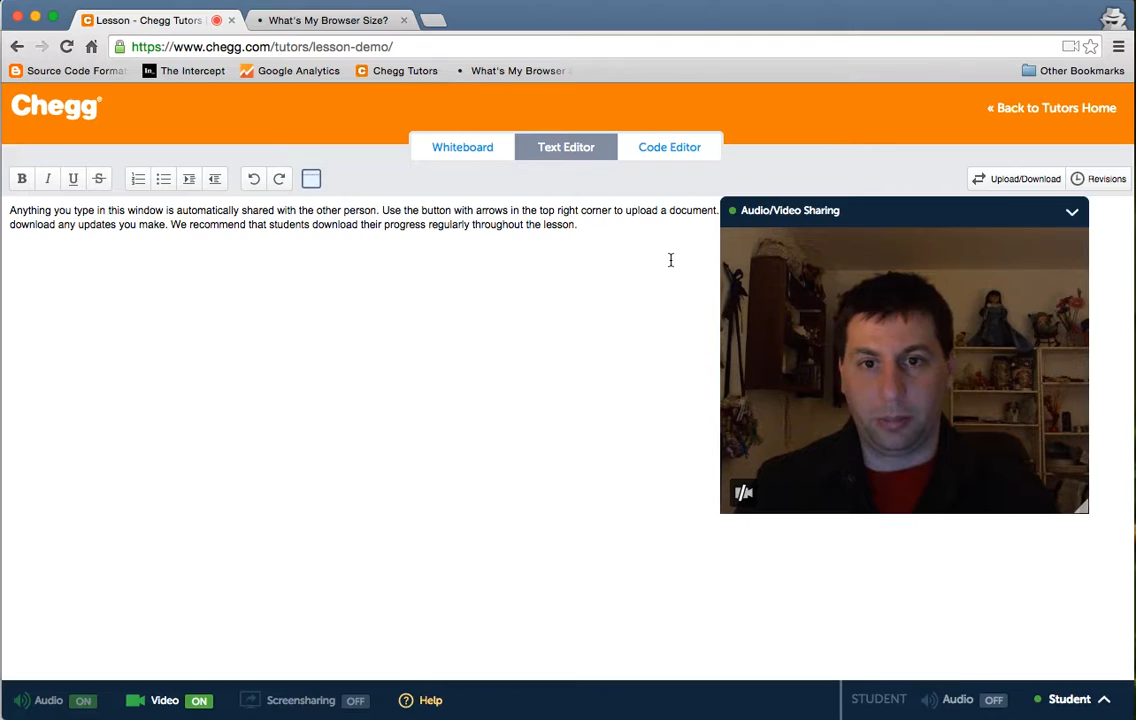 Lesson - Chegg Tutors
What's My Browser Size?
https://www.chegg.com/tutors/lesson-demo/
Source Code Format
In_ The Intercept
Google Analytics
Chegg Tutors
What's My Browser
Other Bookmarks
Chegg
« Back to Tutors Home
Whiteboard
Text Editor
Code Editor
B I U S
Upload/Download
Revisions
Anything you type in this window is automatically shared with the other person. Use the button with arrows in the top right corner to upload a document.
download any updates you make. We recommend that students download their progress regularly throughout the lesson.
Audio/Video Sharing
Audio ON
Video ON
Screensharing OFF
? Help
STUDENT
Audio OFF
Student